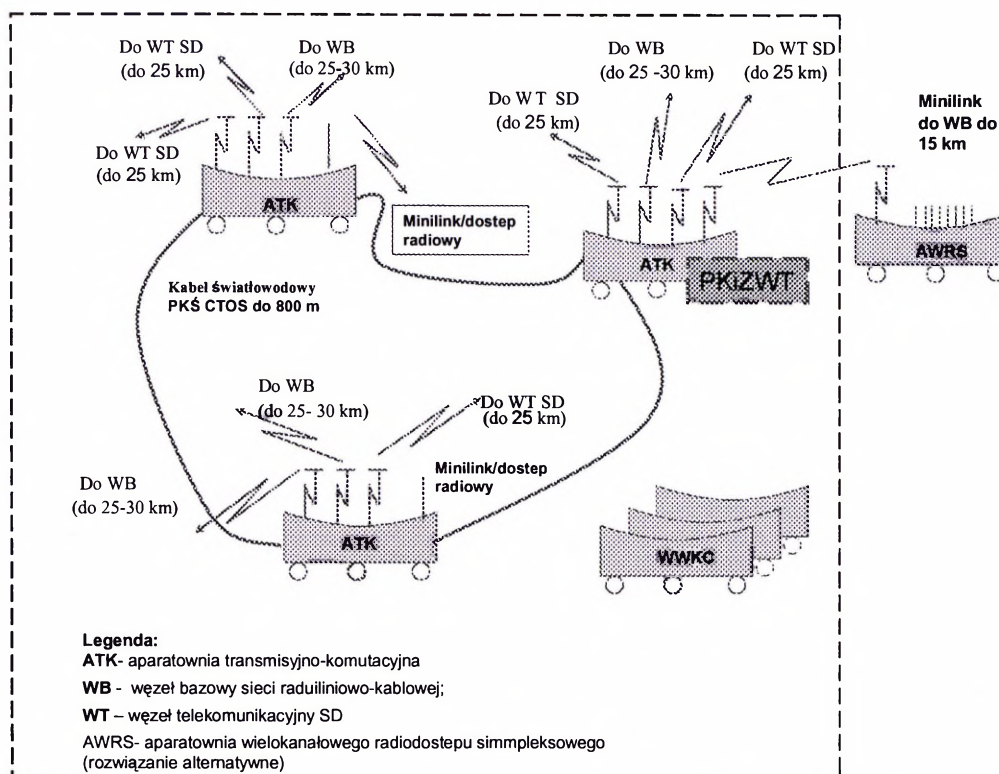 Do WT SD
(do 25 km)
Do WB
(do 25-30 km)
Do WB
(do 25 -30 km)
Do WT SD
(do 25 km)
Do WT SD
(do 25 km)
Minilink
do WB do
15 km
Do WT SD
(do 25 km)
ATK
Minilink/dostep
radiowy
ATK
PKiZWT
AWRS
Kabel światłowodowy
PKŚ CTOS do 800 m
Do WB
(do 25- 30 km)
Do WT SD
(do 25 km)
Do WB
(do 25-30 km)
Minilink/dostep
radiowy
ATK
WWKC
Legenda:
ATK- aparatownia transmisyjno-komutacyjna
WB - węzeł bazowy sieci raduiliniowo-kablowej;
WT – węzeł telekomunikacyjny SD
AWRS- aparatownia wielokanałowego radiodostepu simmpleksowego
(rozwiązanie alternatywne)